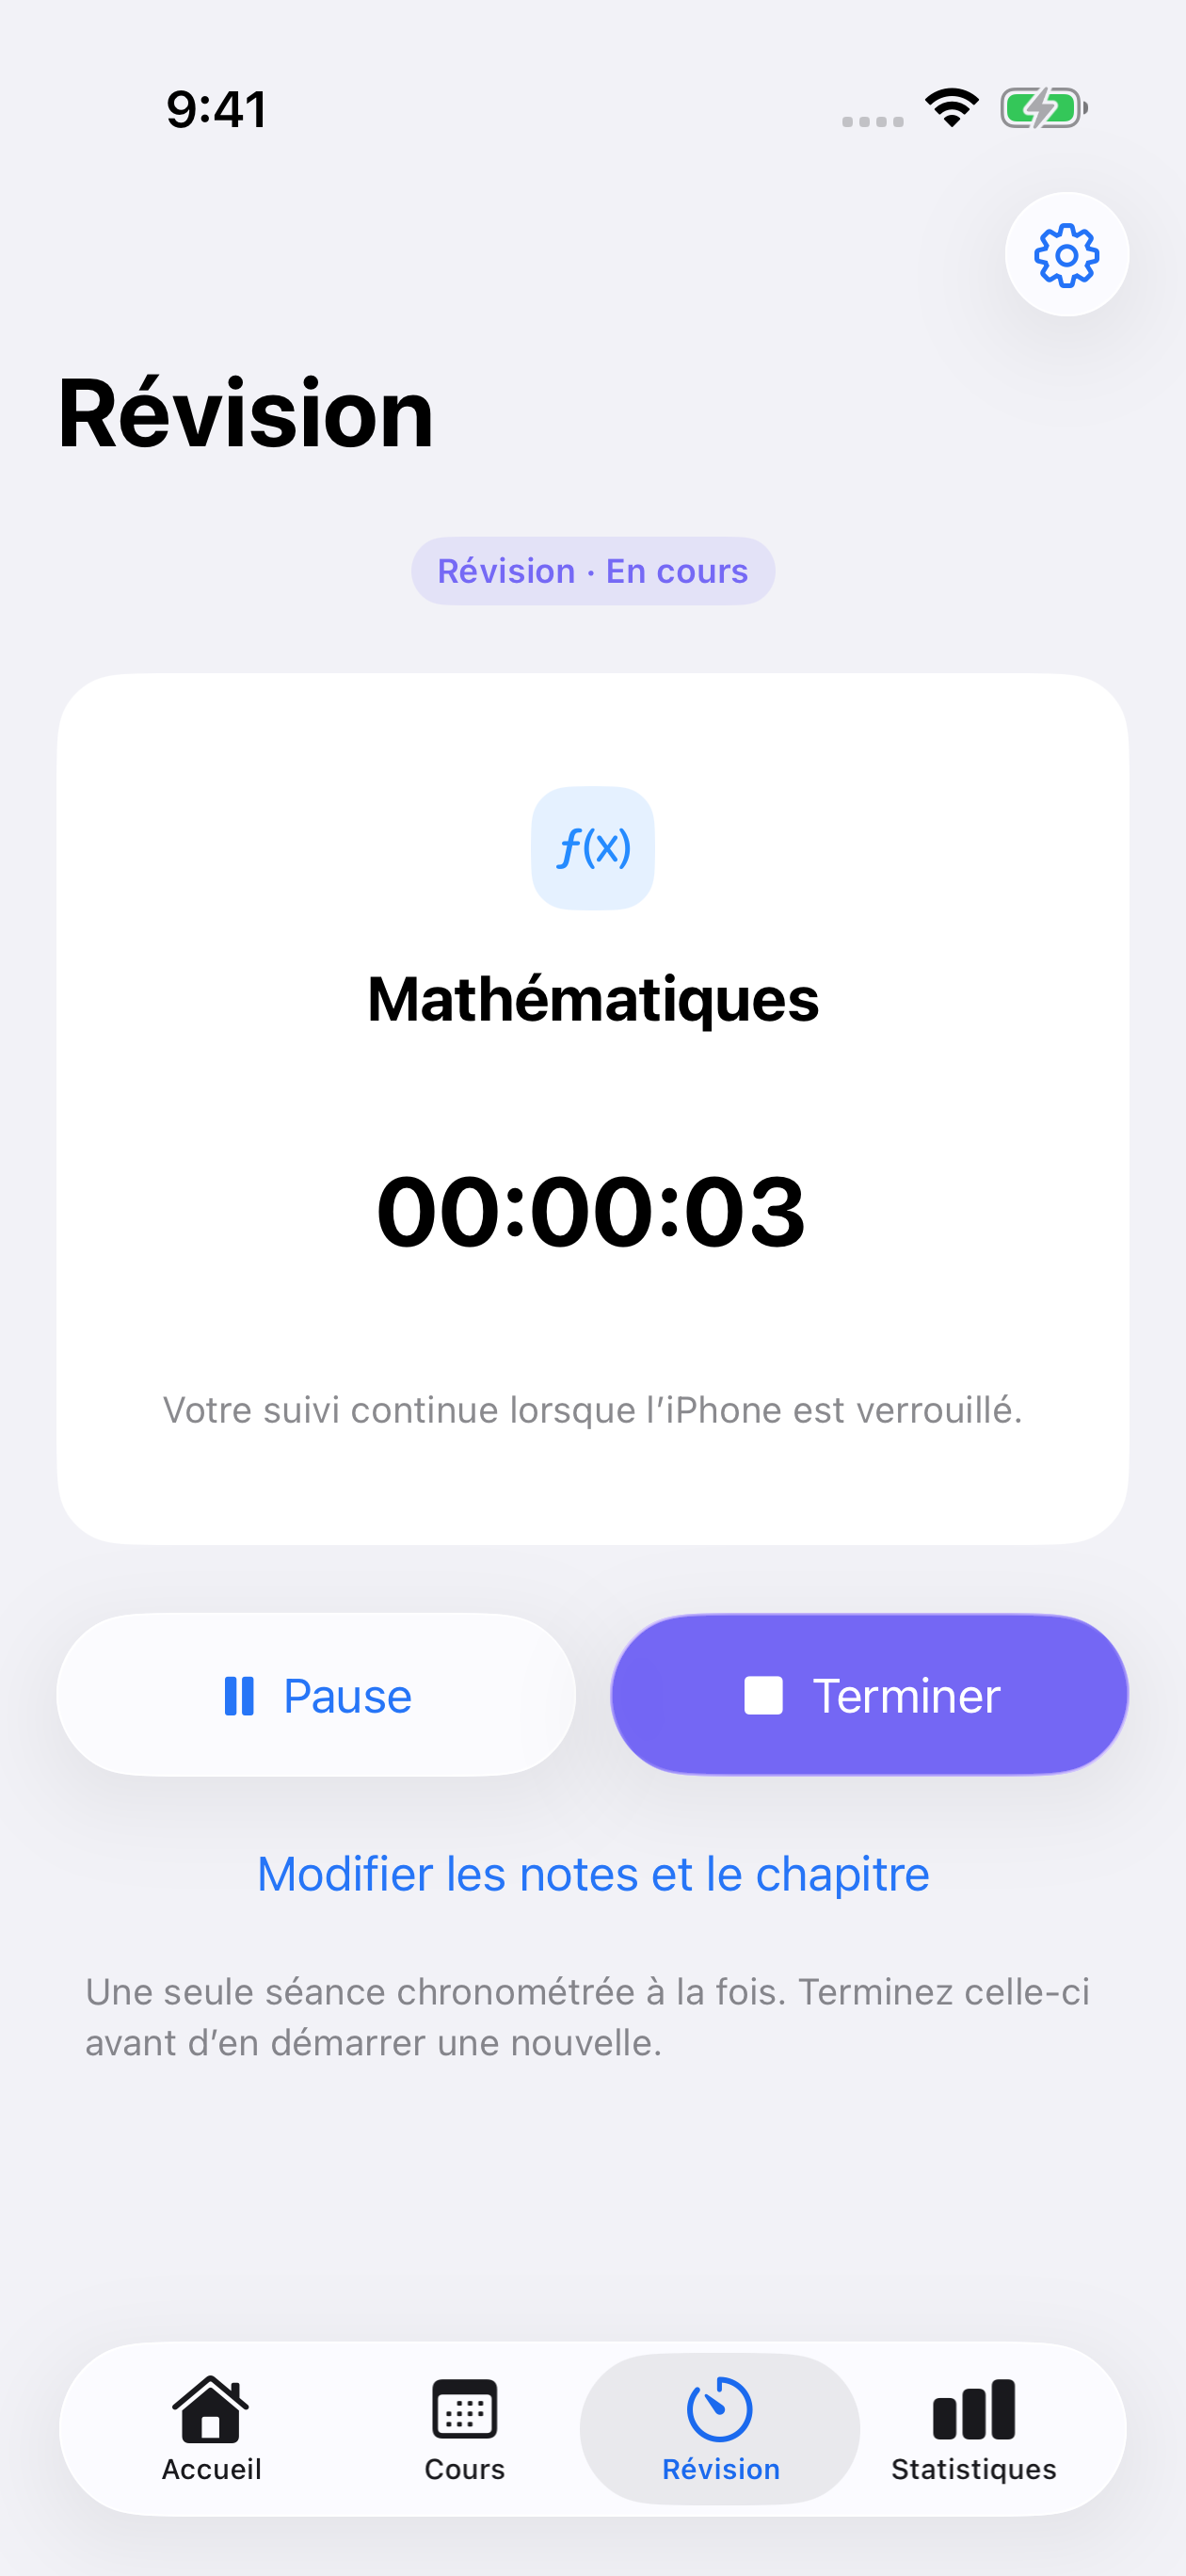 9:41
Révision
Révision · En cours
ƒ(x)
Mathématiques
00:00:03
Votre suivi continue lorsque l’iPhone est verrouillé.
Pause
Terminer
Modifier les notes et le chapitre
Une seule séance chronométrée à la fois. Terminez celle-ci
avant d’en démarrer une nouvelle.
Accueil
Cours
Révision
Statistiques